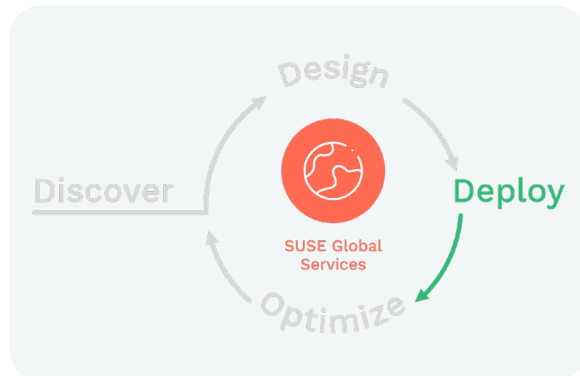 Design
Discover
Deploy
SUSE Global
Services
Optimize